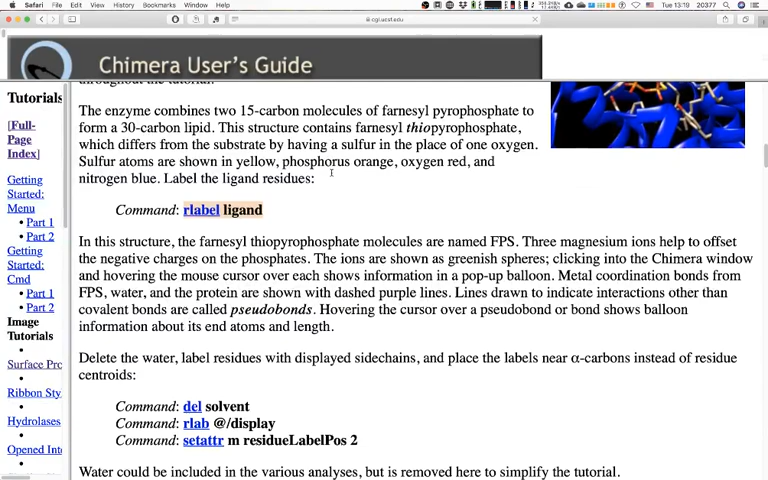 Safari File Edit View History Bookmarks Window Help Tue 13:19 20377
cgl.ucsf.edu
Chimera User's Guide
Tutorials
[Full-
Page
Index]
Getting
Started:
Menu
• Part 1
• Part 2
Getting
Started:
Cmd
• Part 1
• Part 2
Image
Tutorials
•
Surface Pro
•
Ribbon Sty
•
Hydrolases
•
Opened Inte
throughout the tutorial.
The enzyme combines two 15-carbon molecules of farnesyl pyrophosphate to
form a 30-carbon lipid. This structure contains farnesyl thiopyrophosphate,
which differs from the substrate by having a sulfur in the place of one oxygen.
Sulfur atoms are shown in yellow, phosphorus orange, oxygen red, and
nitrogen blue. Label the ligand residues:
Command: rlabel ligand
In this structure, the farnesyl thiopyrophosphate molecules are named FPS. Three magnesium ions help to offset
the negative charges on the phosphates. The ions are shown as greenish spheres; clicking into the Chimera window
and hovering the mouse cursor over each shows information in a pop-up balloon. Metal coordination bonds from
FPS, water, and the protein are shown with dashed purple lines. Lines drawn to indicate interactions other than
covalent bonds are called pseudobonds. Hovering the cursor over a pseudobond or bond shows balloon
information about its end atoms and length.
Delete the water, label residues with displayed sidechains, and place the labels near α-carbons instead of residue
centroids:
Command: del solvent
Command: rlab @/display
Command: setattr m residueLabelPos 2
Water could be included in the various analyses, but is removed here to simplify the tutorial.